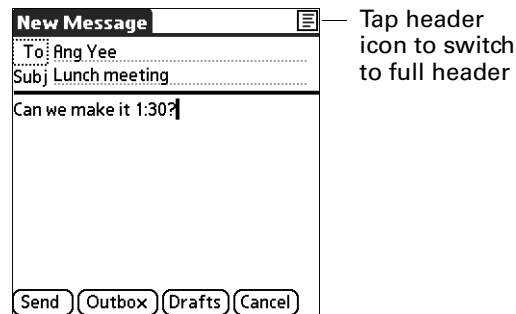 New Message
To: Ang Yee
Subj Lunch meeting
Can we make it 1:30?
Send Outbox Drafts Cancel
Tap header
icon to switch
to full header